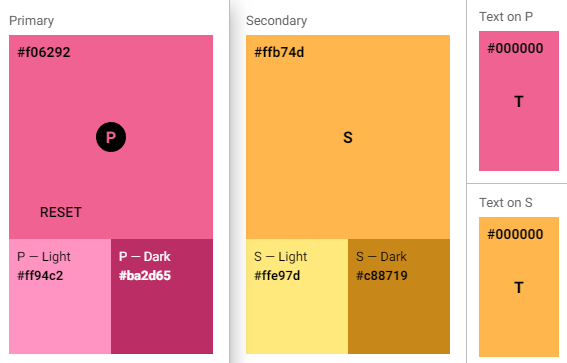 Primary
#f06292
P
RESET
P — Light
#ff94c2
P — Dark
#ba2d65
Secondary
#ffb74d
S
S — Light
#ffe97d
S — Dark
#c88719
Text on P
#000000
T
Text on S
#000000
T